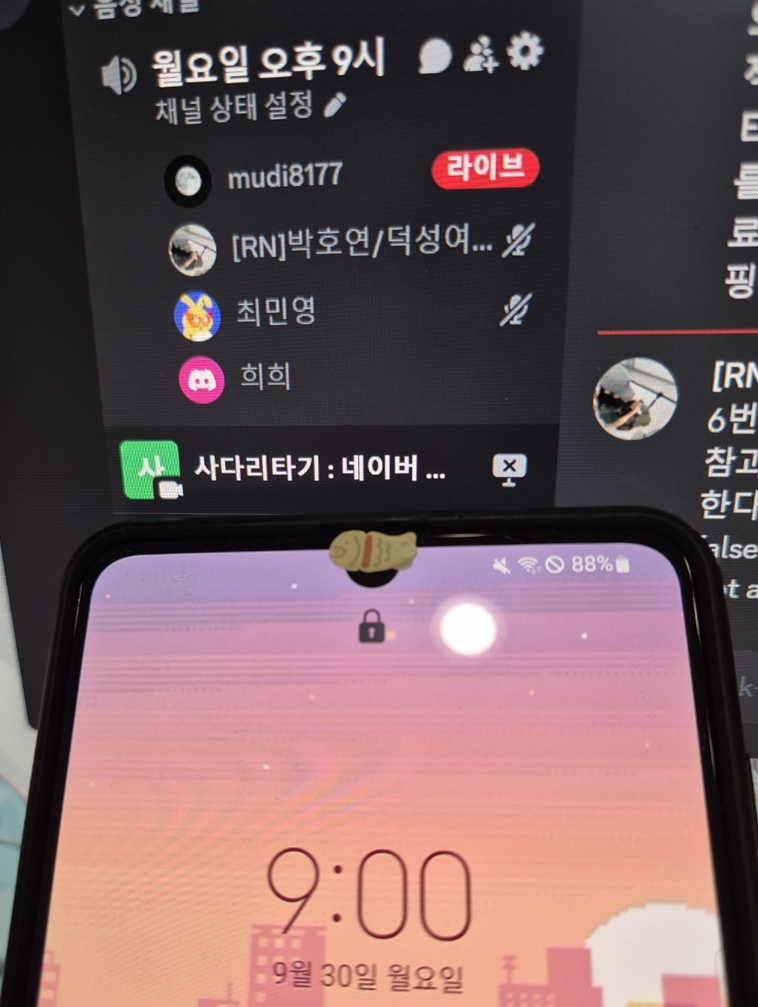 음성 채널
월요일 오후 9시
채널 상태 설정
mudi8177
라이브
[RN]박호연/덕성여...
최민영
희희
사
사다리타기 : 네이버 ...
료
핑
[RN
6번
참고
한다
alse
t a
88%
9:00
9월 30일 월요일